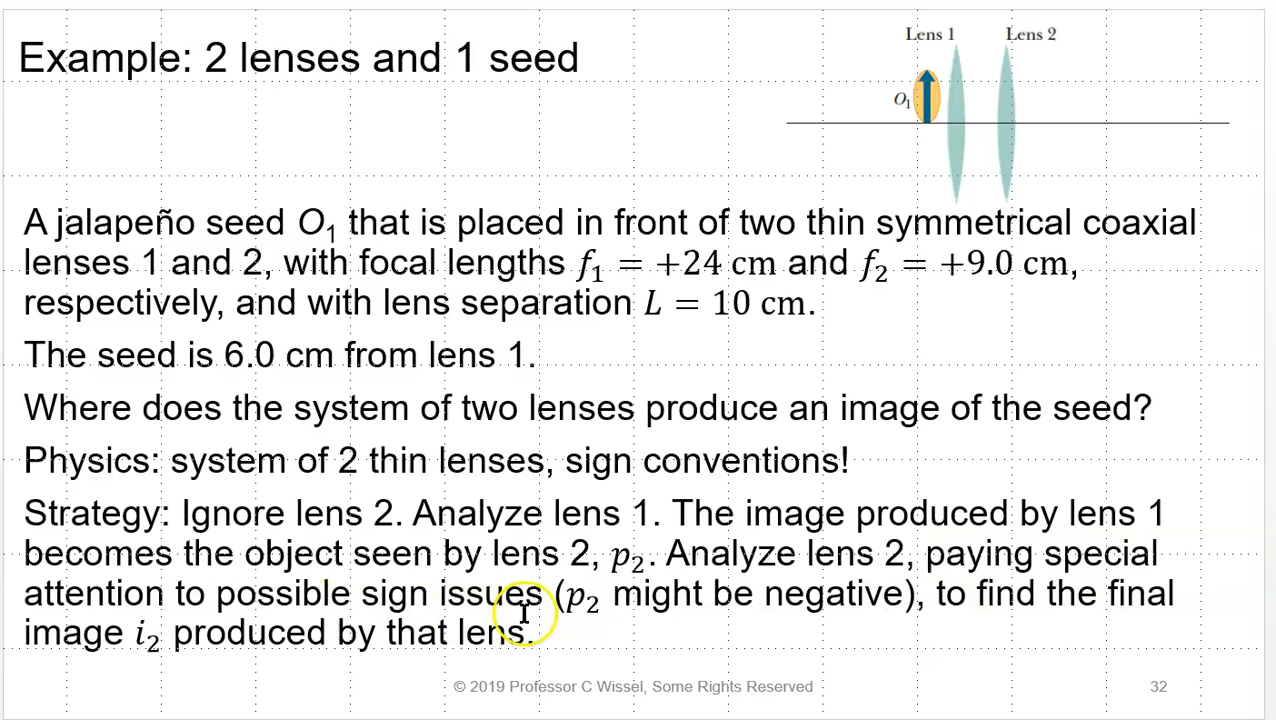 Example: 2 lenses and 1 seed
Lens 1 Lens 2
O₁
A jalapeño seed O₁ that is placed in front of two thin symmetrical coaxial
lenses 1 and 2, with focal lengths f₁ = +24 cm and f₂ = +9.0 cm,
respectively, and with lens separation L = 10 cm.
The seed is 6.0 cm from lens 1.
Where does the system of two lenses produce an image of the seed?
Physics: system of 2 thin lenses, sign conventions!
Strategy: Ignore lens 2. Analyze lens 1. The image produced by lens 1
becomes the object seen by lens 2, p₂. Analyze lens 2, paying special
attention to possible sign issues (p₂ might be negative), to find the final
image i₂ produced by that lens.
© 2019 Professor C Wissel, Some Rights Reserved
32